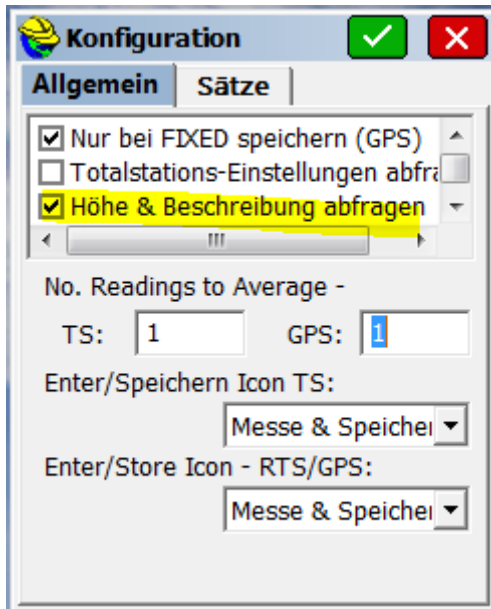 Konfiguration
Allgemein Sätze
Nur bei FIXED speichern (GPS)
Totalstations-Einstellungen abfra
Höhe & Beschreibung abfragen
No. Readings to Average -
TS: 1 GPS: 1
Enter/Speichern Icon TS:
Messe & Speicher
Enter/Store Icon - RTS/GPS:
Messe & Speicher